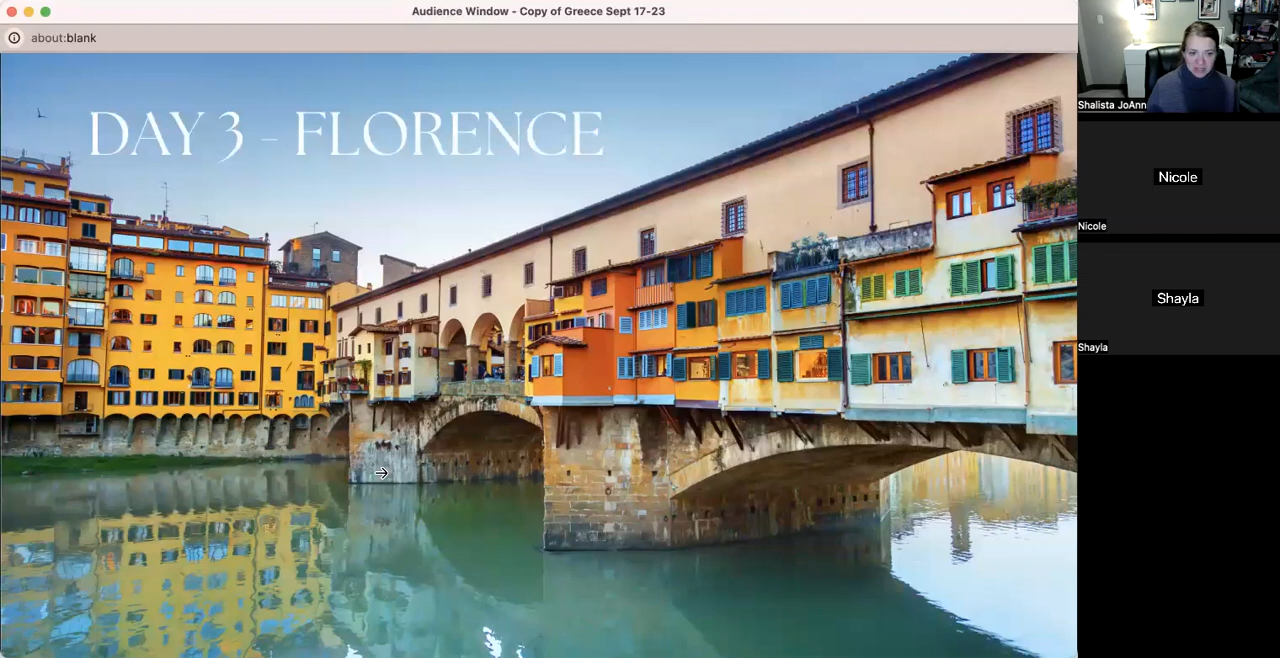 Audience Window - Copy of Greece Sept 17-23
about:blank
DAY 3 - FLORENCE
Shalista JoAnn
Nicole
Nicole
Shayla
Shayla